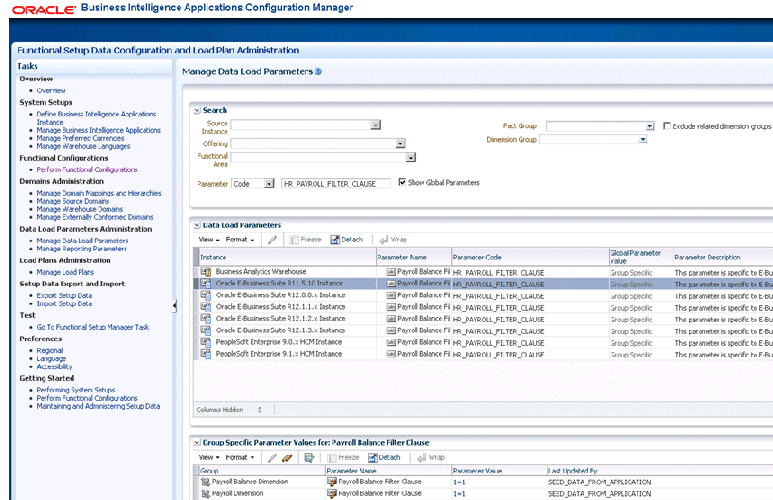 ORACLE Business Intelligence Applications Configuration Manager
Functional Setup Data Configuration and Load Plan Administration
Tasks
Overview
Overview
System Setups
Define Business Intelligence Applications
Instance
Manage Business Intelligence Applications
Manage Preferred Currencies
Manage Warehouse Languages
Functional Configurations
Perform Functional Configurations
Domains Administration
Manage Domain Mappings and Hierarchies
Manage Source Domains
Manage Warehouse Domains
Manage Externally Conformed Domains
Data Load Parameters Administration
Manage Data Load Parameters
Manage Reporting Parameters
Load Plans Administration
Manage Load Plans
Setup Data Export and Import
Export Setup Data
Import Setup Data
Test
Go To Functional Setup Manager Task
Preferences
Regional
Language
Accessibility
Getting Started
Performing System Setups
Perform Functional Configurations
Maintaining and Administering Setup Data
Manage Data Load Parameters
Search
Source
Instance
Offering
Functional
Area
Fact Group
Exclude related dimension groups
Dimension Group
Parameter Code HR_PAYROLL_FILTER_CLAUSE Show Global Parameters
Data Load Parameters
View Format Freeze Detach Wrap
Instance Parameter Name Parameter Code Global Parameter Value Parameter Description
Business Analytics Warehouse Payroll Balance Fil HR_PAYROLL_FILTER_CLAUSE Group Specific This parameter is specific to E-Bu
Oracle E-Business Suite R11.5.10 Instance Payroll Balance Fil HR_PAYROLL_FILTER_CLAUSE Group Specific This parameter is specific to E-Bu
Oracle E-Business Suite R12.0.0.x Instance Payroll Balance Fil HR_PAYROLL_FILTER_CLAUSE Group Specific This parameter is specific to E-Bu
Oracle E-Business Suite R12.1.1.x Instance Payroll Balance Fil HR_PAYROLL_FILTER_CLAUSE Group Specific This parameter is specific to E-Bu
Oracle E-Business Suite R12.1.2.x Instance Payroll Balance Fil HR_PAYROLL_FILTER_CLAUSE Group Specific This parameter is specific to E-Bu
Oracle E-Business Suite R12.1.3.x Instance Payroll Balance Fil HR_PAYROLL_FILTER_CLAUSE Group Specific This parameter is specific to E-Bu
PeopleSoft Enterprise 9.0.x HCM Instance Payroll Balance Fil HR_PAYROLL_FILTER_CLAUSE Group Specific This parameter is specific to E-Bu
PeopleSoft Enterprise 9.1.x HCM Instance Payroll Balance Fil HR_PAYROLL_FILTER_CLAUSE Group Specific This parameter is specific to E-Bu
Columns Hidden 3
Group Specific Parameter Values for: Payroll Balance Filter Clause
View Format Freeze Detach Wrap
Group Parameter Name Parameter Value Last Updated By
Payroll Balance Dimension Payroll Balance Filter Clause 1=1 SEED_DATA_FROM_APPLICATION
Payroll Dimension Payroll Balance Filter Clause 1=1 SEED_DATA_FROM_APPLICATION